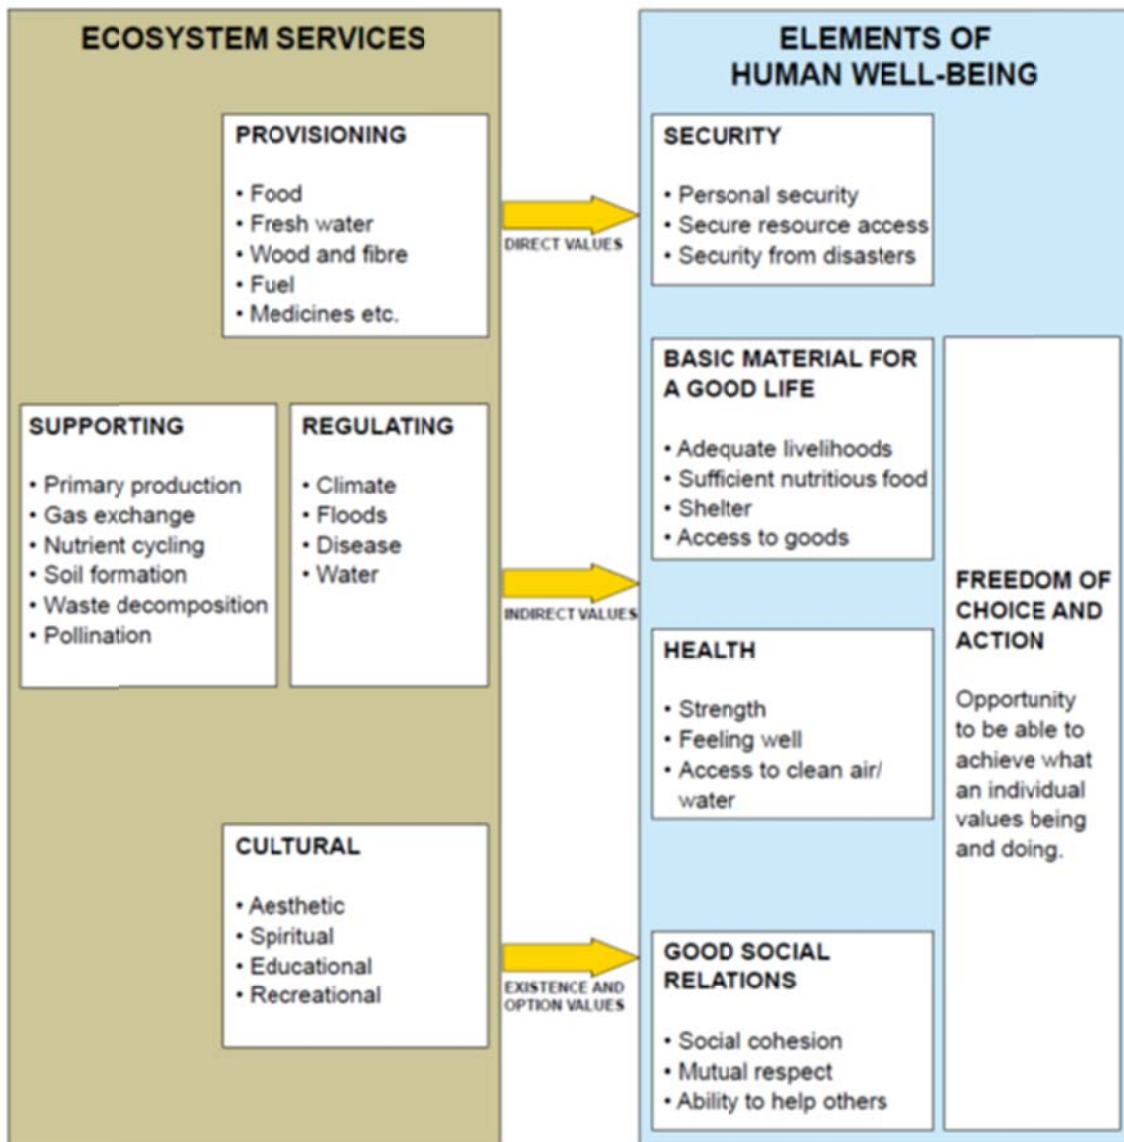 ECOSYSTEM SERVICES
PROVISIONING
• Food
• Fresh water
• Wood and fibre
• Fuel
• Medicines etc.
SUPPORTING
• Primary production
• Gas exchange
• Nutrient cycling
• Soil formation
• Waste decomposition
• Pollination
REGULATING
• Climate
• Floods
• Disease
• Water
CULTURAL
• Aesthetic
• Spiritual
• Educational
• Recreational
DIRECT VALUES
INDIRECT VALUES
EXISTENCE AND
OPTION VALUES
ELEMENTS OF
HUMAN WELL-BEING
SECURITY
• Personal security
• Secure resource access
• Security from disasters
BASIC MATERIAL FOR
A GOOD LIFE
• Adequate livelihoods
• Sufficient nutritious food
• Shelter
• Access to goods
HEALTH
• Strength
• Feeling well
• Access to clean air/
water
GOOD SOCIAL
RELATIONS
• Social cohesion
• Mutual respect
• Ability to help others
FREEDOM OF
CHOICE AND
ACTION
Opportunity
to be able to
achieve what
an individual
values being
and doing.